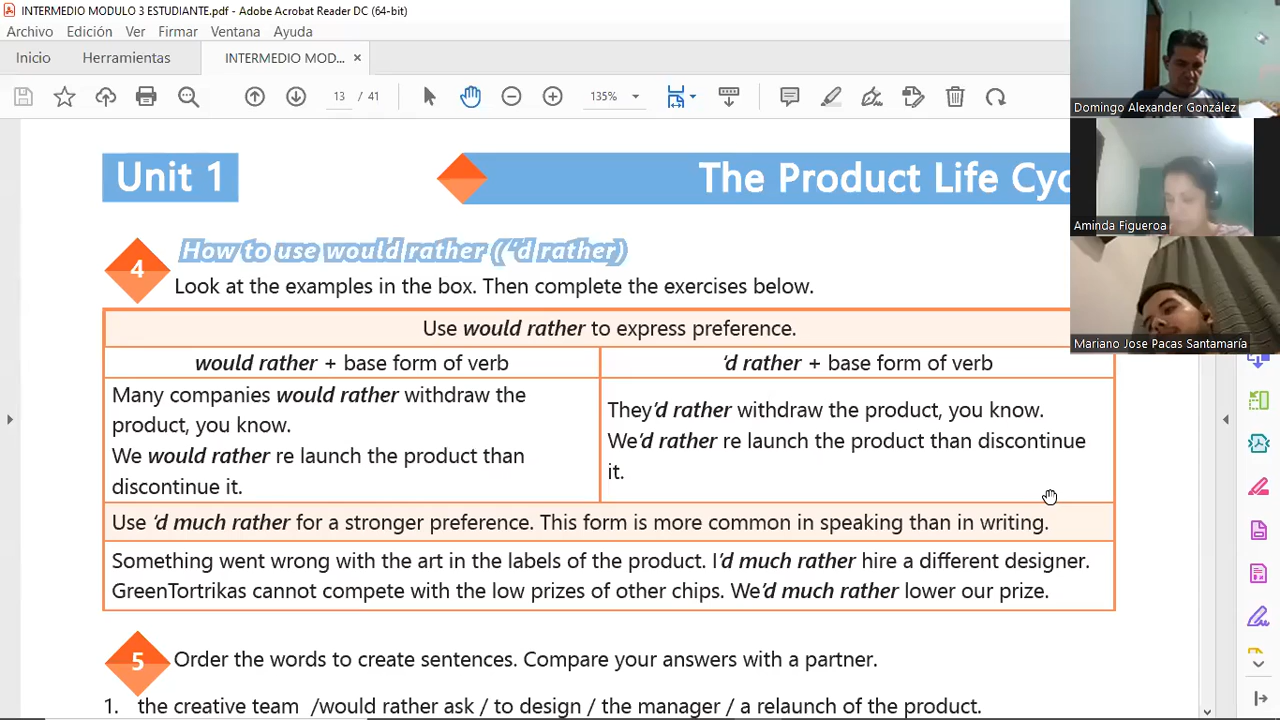 INTERMEDIO MODULO 3 ESTUDIANTE.pdf - Adobe Acrobat Reader DC (64-bit)
Archivo Edición Ver Firmar Ventana Ayuda
Inicio Herramientas INTERMEDIO MOD... ×
13 / 41 135%
Domingo Alexander González
Aminda Figueroa
Mariano Jose Pacas Santamaría
Unit 1
The Product Life Cyc
4 How to use would rather (('d rather)
Look at the examples in the box. Then complete the exercises below.
Use would rather to express preference.
would rather + base form of verb
'd rather + base form of verb
Many companies would rather withdraw the
product, you know.
We would rather re launch the product than
discontinue it.
They'd rather withdraw the product, you know.
We'd rather re launch the product than discontinue
it.
Use 'd much rather for a stronger preference. This form is more common in speaking than in writing.
Something went wrong with the art in the labels of the product. I'd much rather hire a different designer.
GreenTortrikas cannot compete with the low prizes of other chips. We'd much rather lower our prize.
5 Order the words to create sentences. Compare your answers with a partner.
1. the creative team /would rather ask / to design / the manager / a relaunch of the product.